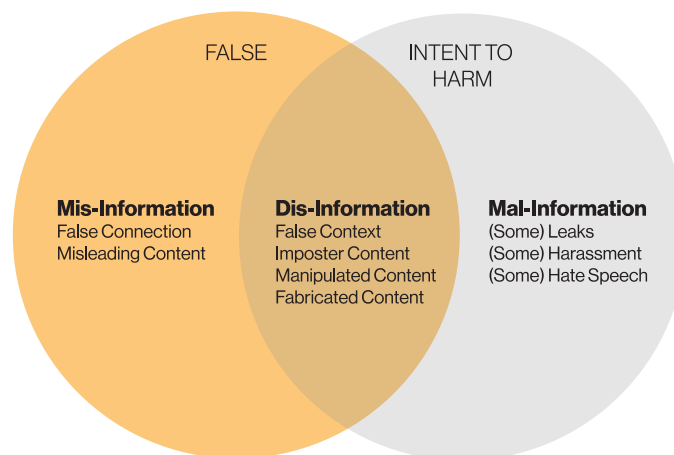 FALSE
INTENT TO
HARM
Mis-Information
False Connection
Misleading Content
Dis-Information
False Context
Imposter Content
Manipulated Content
Fabricated Content
Mal-Information
(Some) Leaks
(Some) Harassment
(Some) Hate Speech